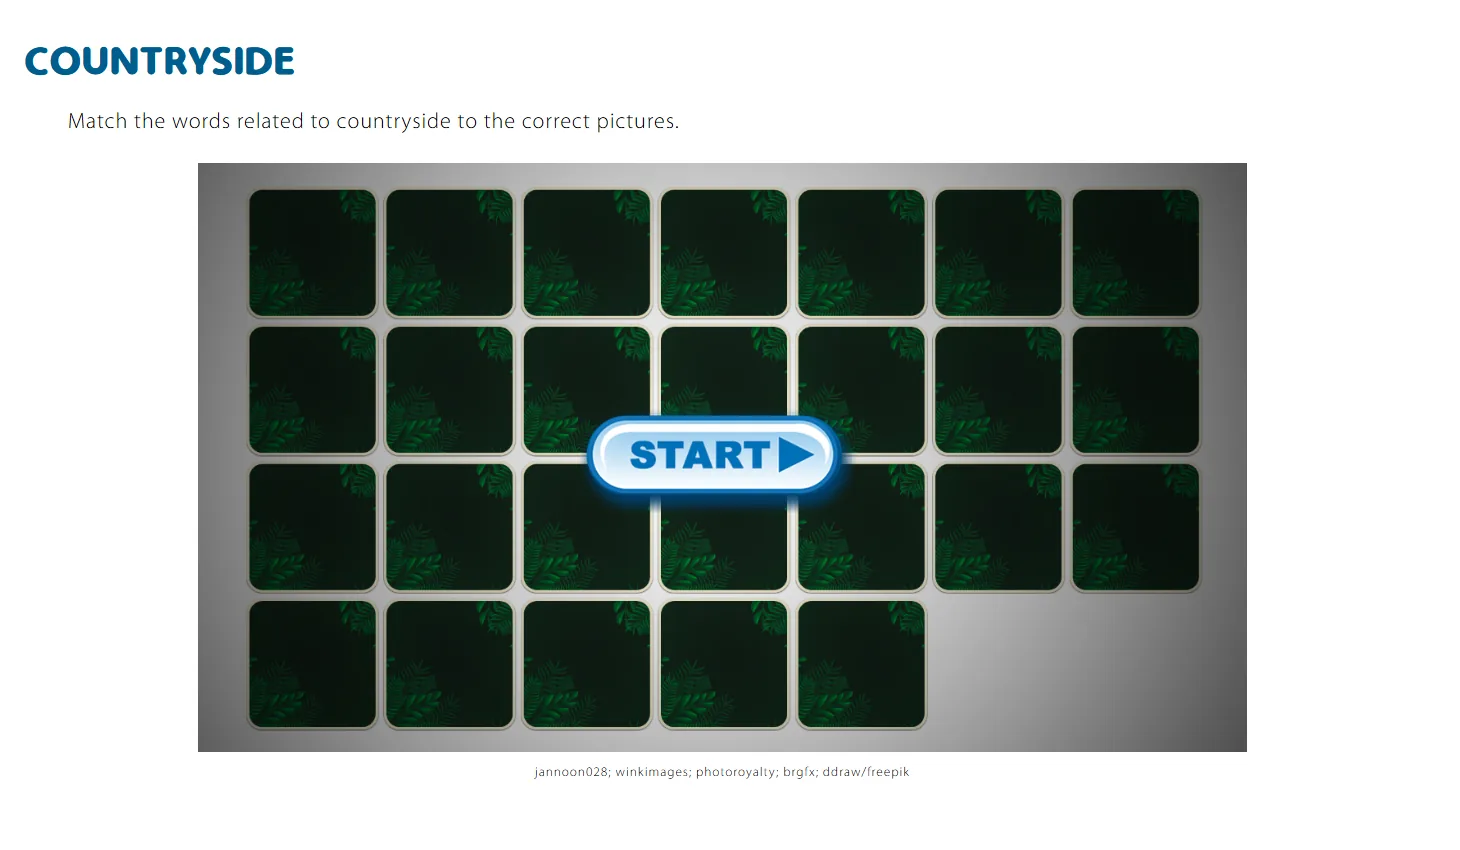 COUNTRYSIDE
Match the words related to countryside to the correct pictures.
START
jannoon028; winkimages; photoroyalty; brgfx; ddraw/freepik